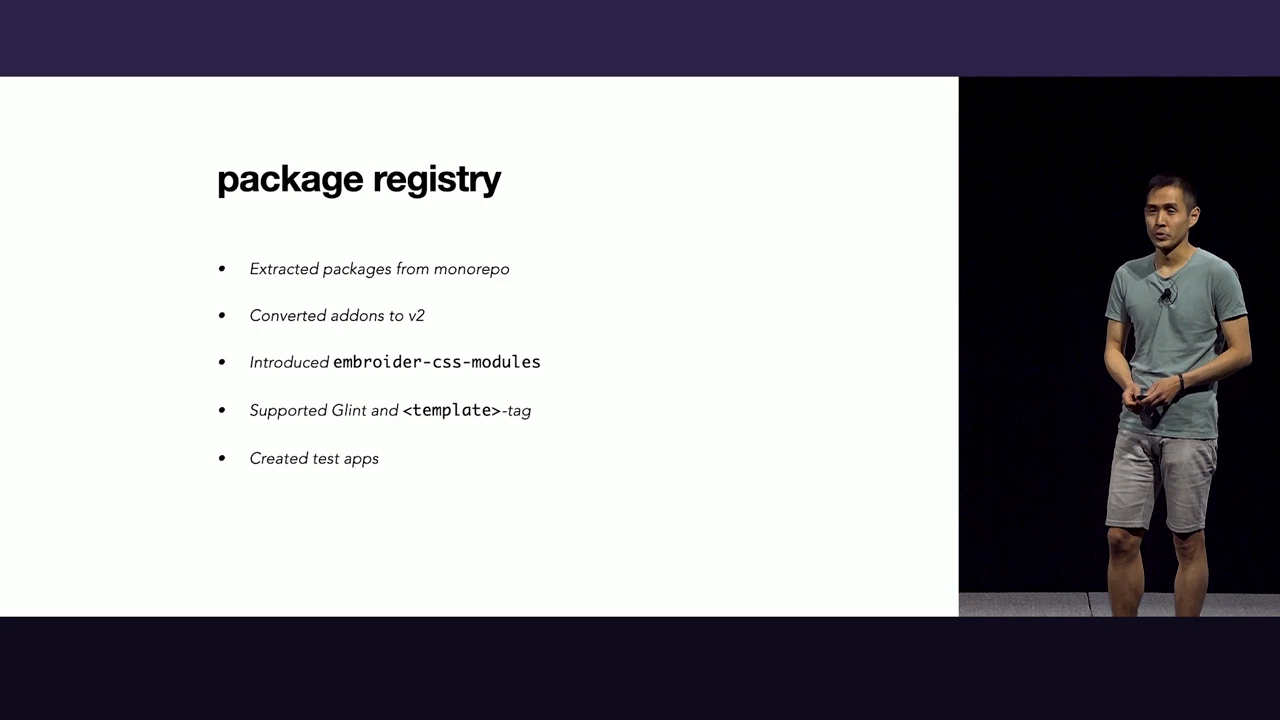 package registry
• Extracted packages from monorepo
• Converted addons to v2
• Introduced embroider-css-modules
• Supported Glint and <template>-tag
• Created test apps